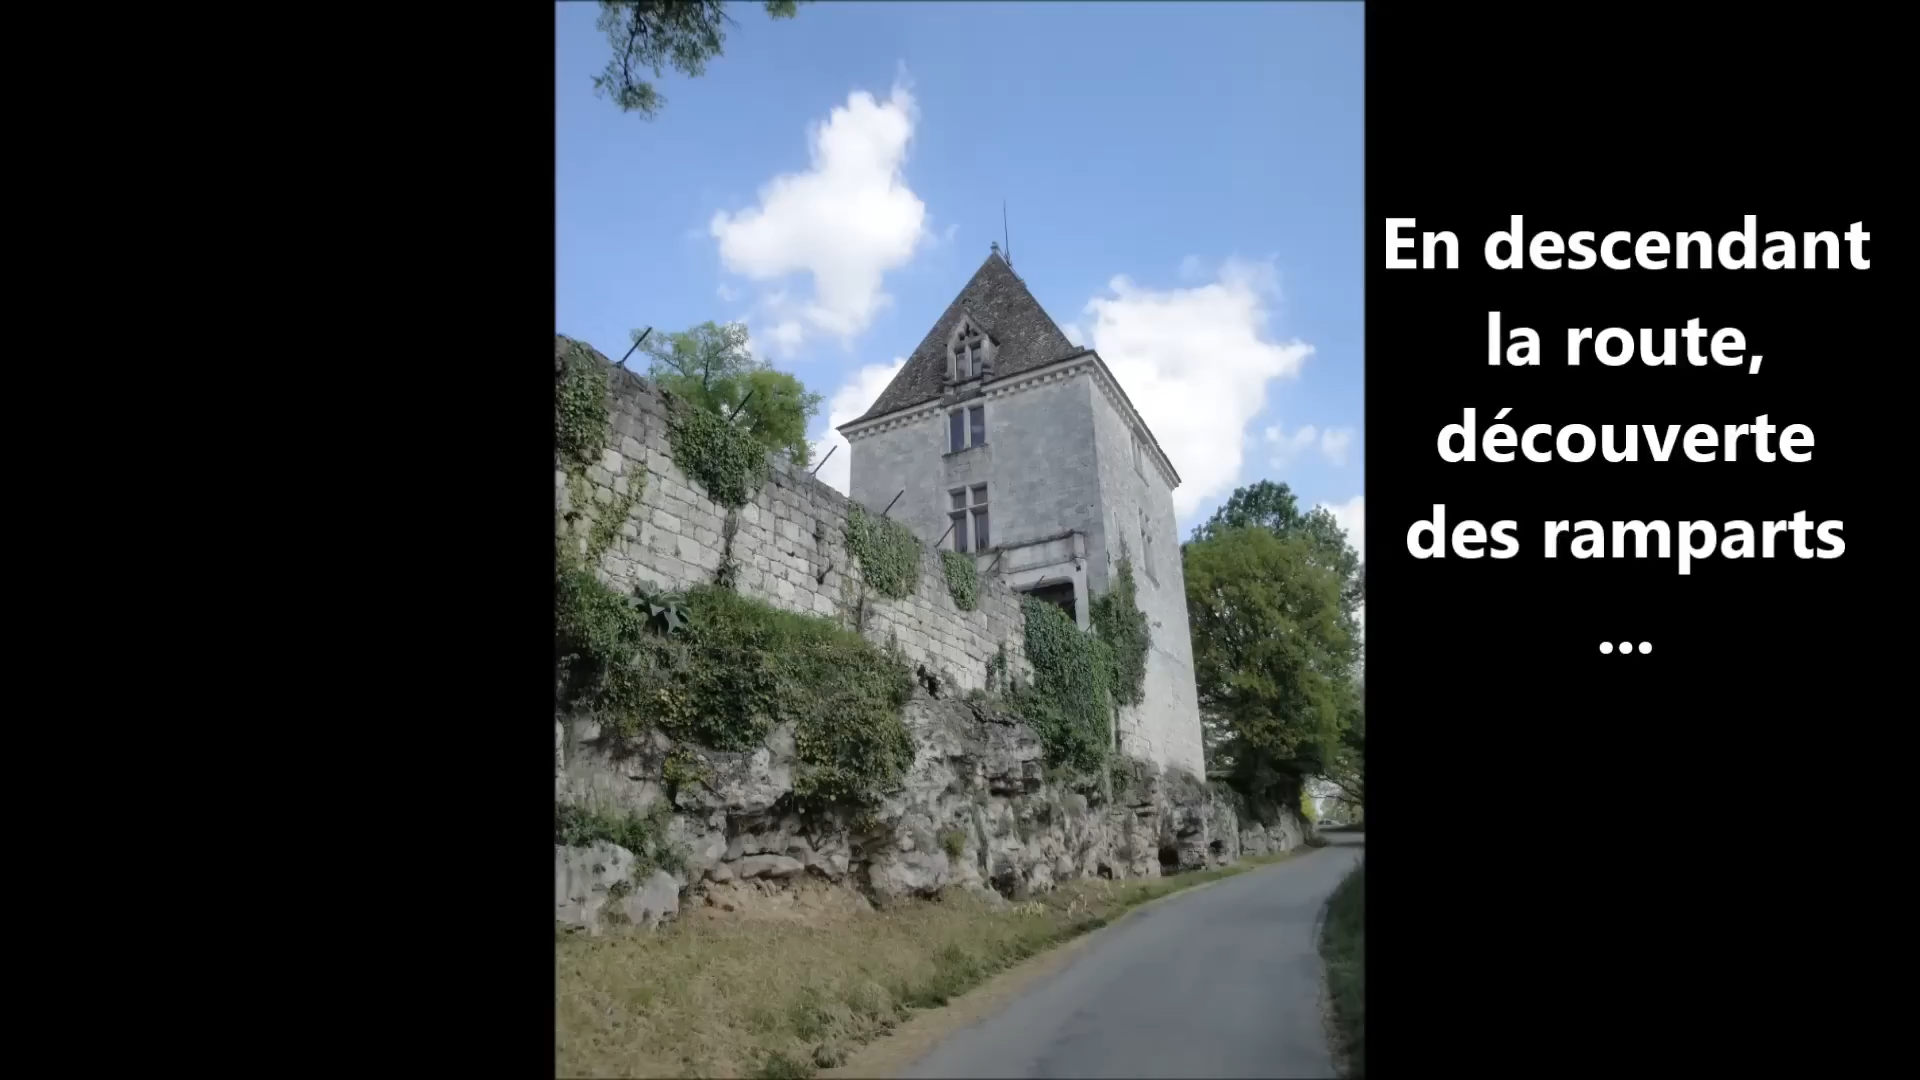 En descendant
la route,
découverte
des ramparts
...